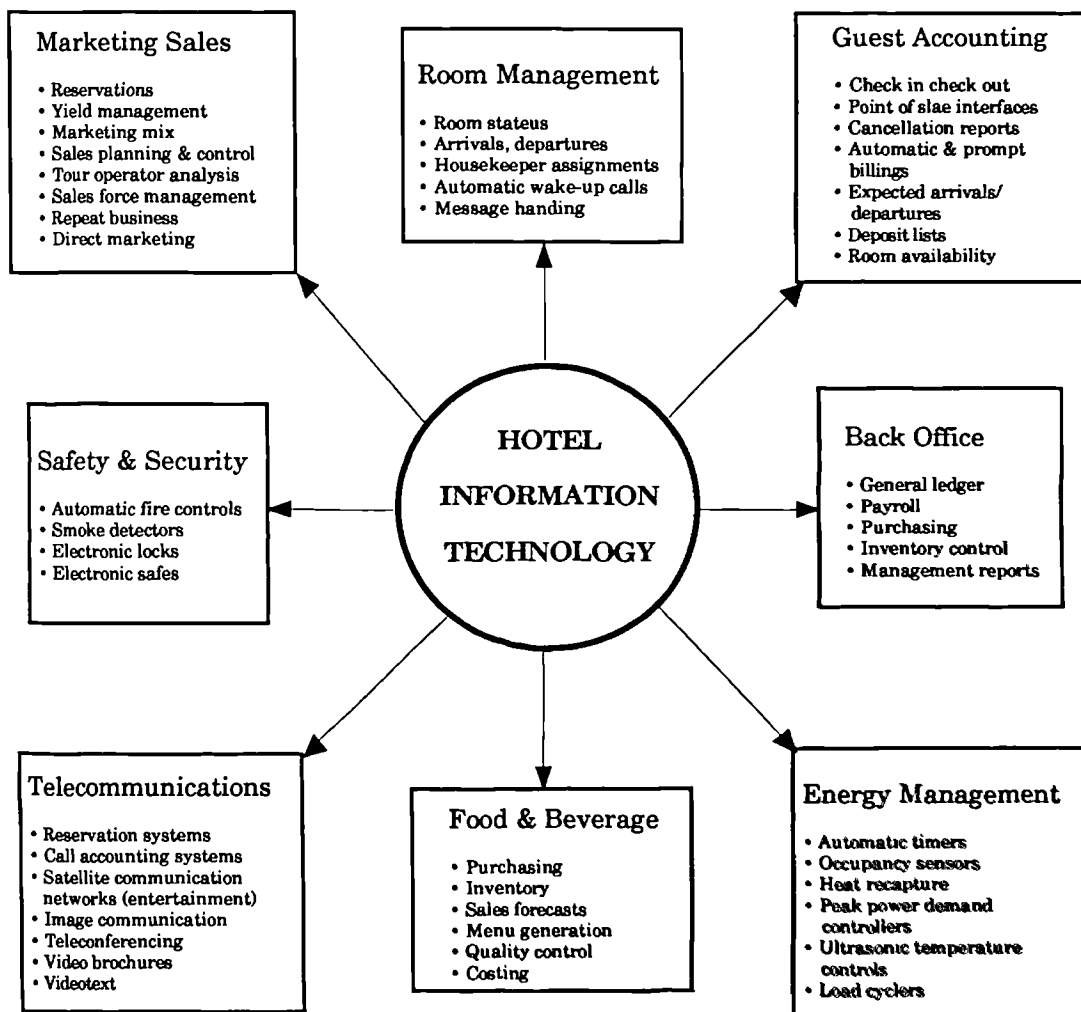 Marketing Sales
• Reservations
• Yield management
• Marketing mix
• Sales planning & control
• Tour operator analysis
• Sales force management
• Repeat business
• Direct marketing
Room Management
• Room stateus
• Arrivals, departures
• Housekeeper assignments
• Automatic wake-up calls
• Message handing
Guest Accounting
• Check in check out
• Point of slae interfaces
• Cancellation reports
• Automatic & prompt
billings
• Expected arrivals/
departures
• Deposit lists
• Room availability
Safety & Security
• Automatic fire controls
• Smoke detectors
• Electronic locks
• Electronic safes
HOTEL
INFORMATION
TECHNOLOGY
Back Office
• General ledger
• Payroll
• Purchasing
• Inventory control
• Management reports
Telecommunications
• Reservation systems
• Call accounting systems
• Satellite communication
networks (entertainment)
• Image communication
• Teleconferencing
• Video brochures
• Videotext
Food & Beverage
• Purchasing
• Inventory
• Sales forecasts
• Menu generation
• Quality control
• Costing
Energy Management
• Automatic timers
• Occupancy sensors
• Heat recapture
• Peak power demand
controllers
• Ultrasonic temperature
controls
• Load cyclers